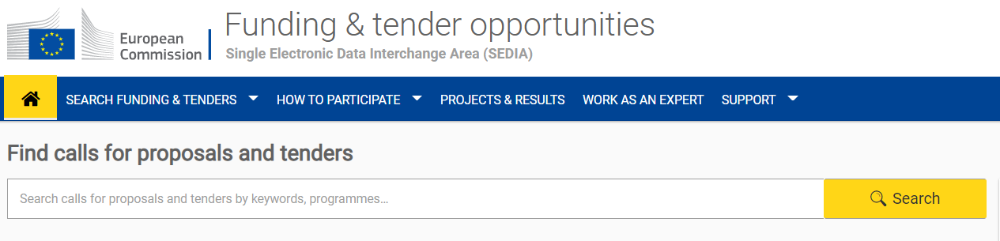 European
Commission
Funding & tender opportunities
Single Electronic Data Interchange Area (SEDIA)
SEARCH FUNDING & TENDERS HOW TO PARTICIPATE PROJECTS & RESULTS WORK AS AN EXPERT SUPPORT
Find calls for proposals and tenders
Search calls for proposals and tenders by keywords, programmes... Search